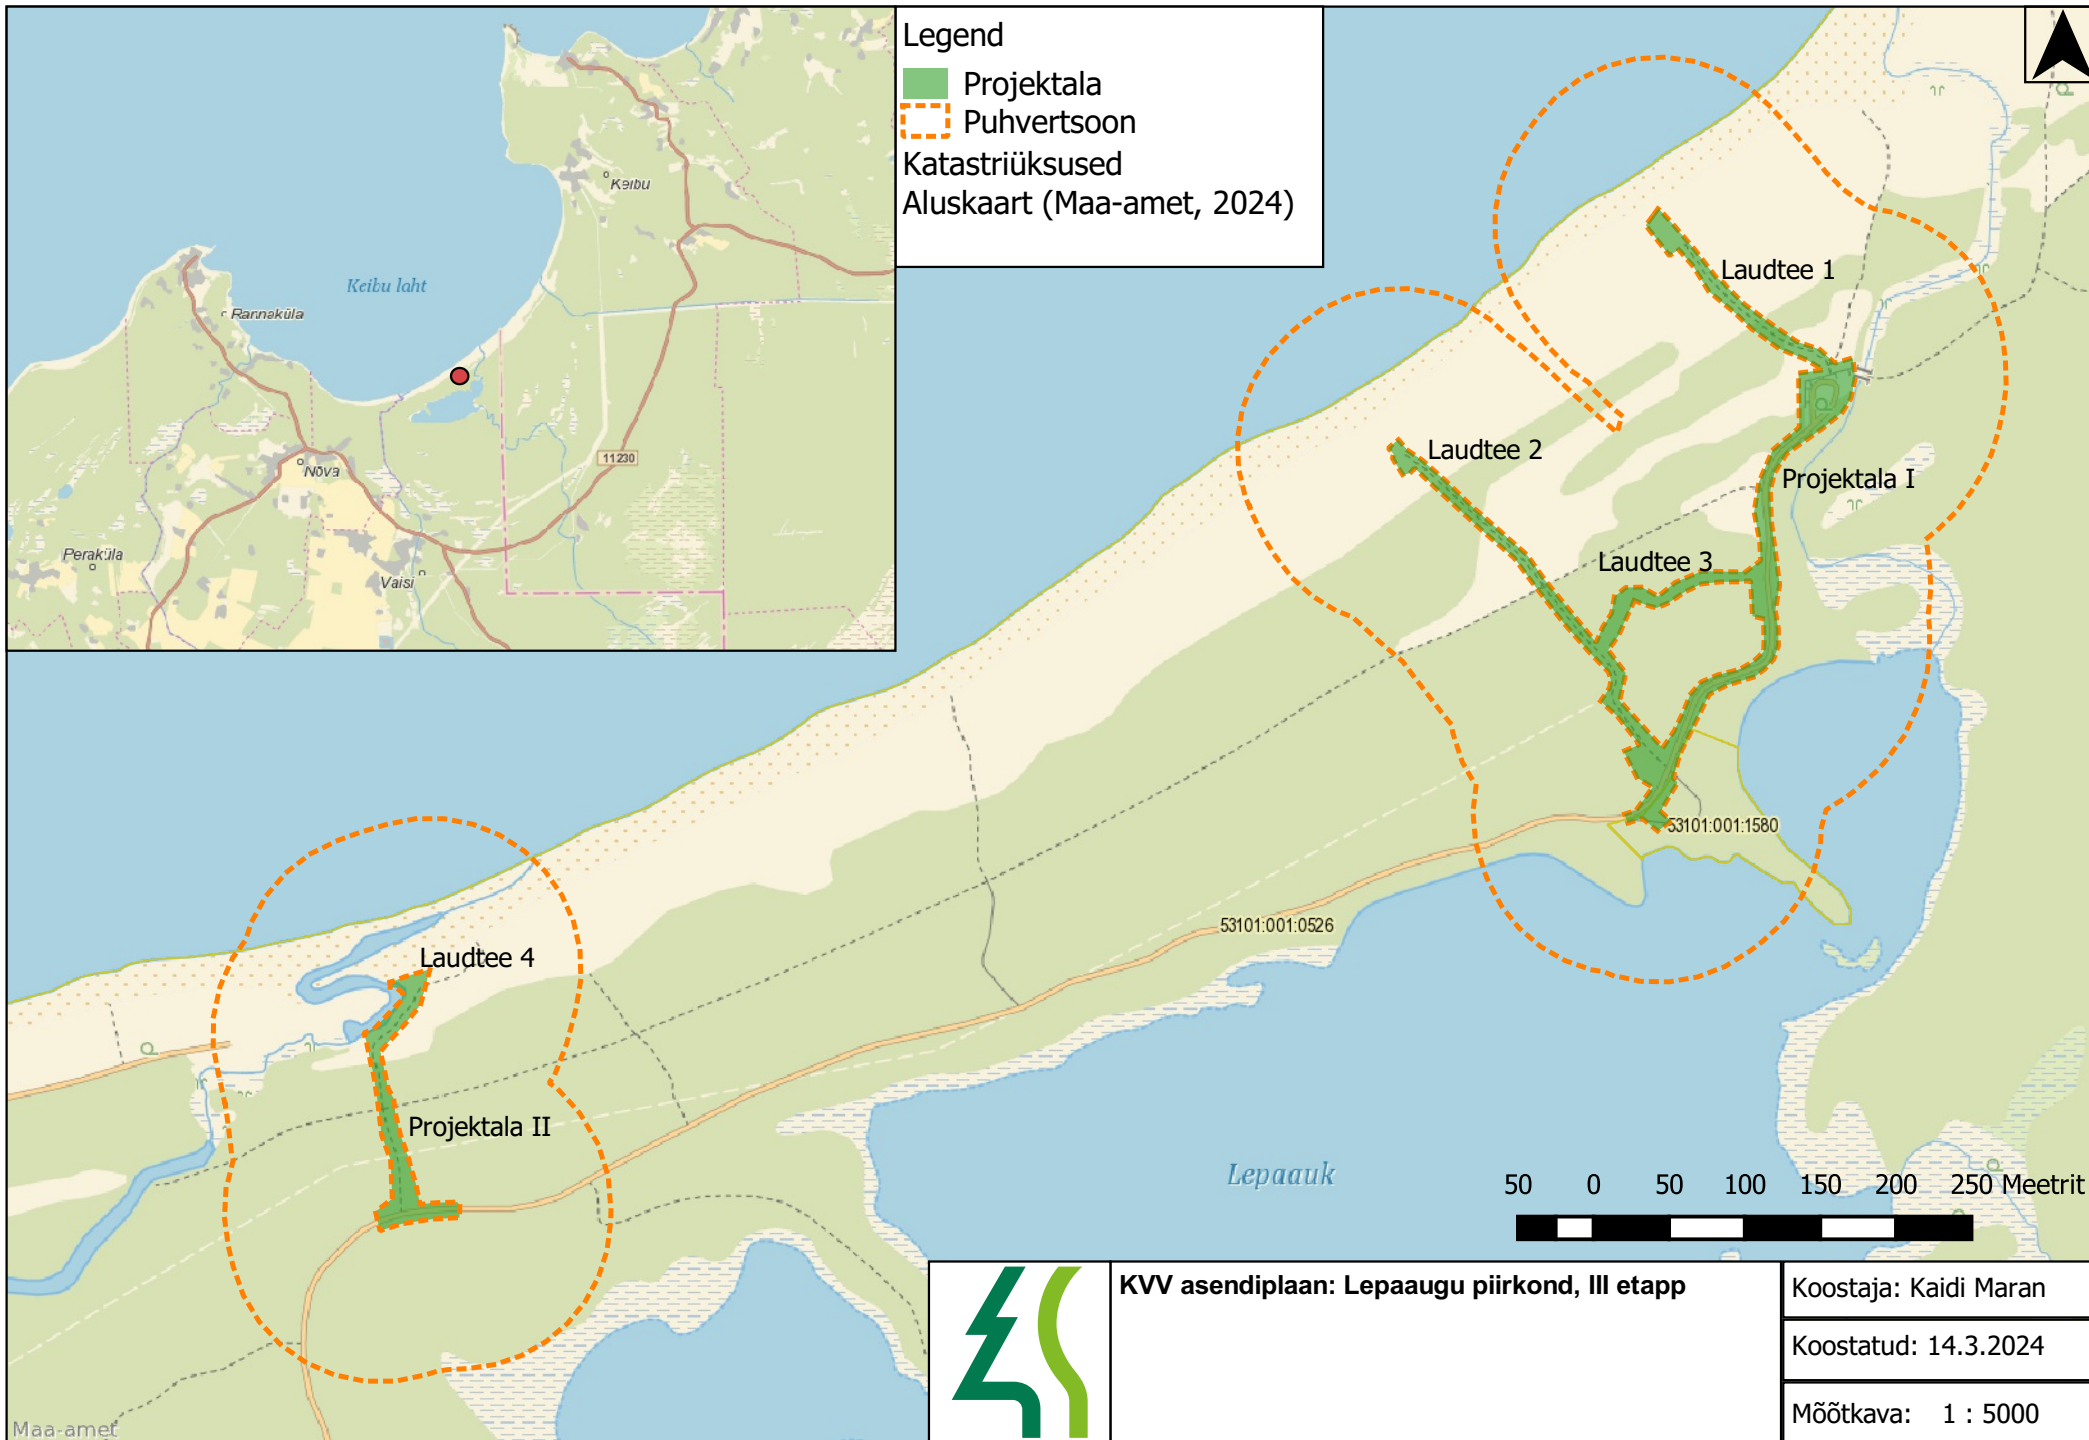 Legend
Projektala
Puhvertsoon
Katastriüksused
Aluskaart (Maa-amet, 2024)
Keibu
Keibu laht
Rannaküla
11230
Nõva
Peraküla
Vaisi
Laudtee 1
Laudtee 2
Projektala I
Laudtee 3
53101:001:1580
53101:001:0526
Laudtee 4
Projektala II
Lepaauk
50 0 50 100 150 200 250 Meetrit
KVV asendiplaan: Lepaaugu piirkond, III etapp
Koostaja: Kaidi Maran
Koostatud: 14.3.2024
Mõõtkava: 1 : 5000
Maa-amet